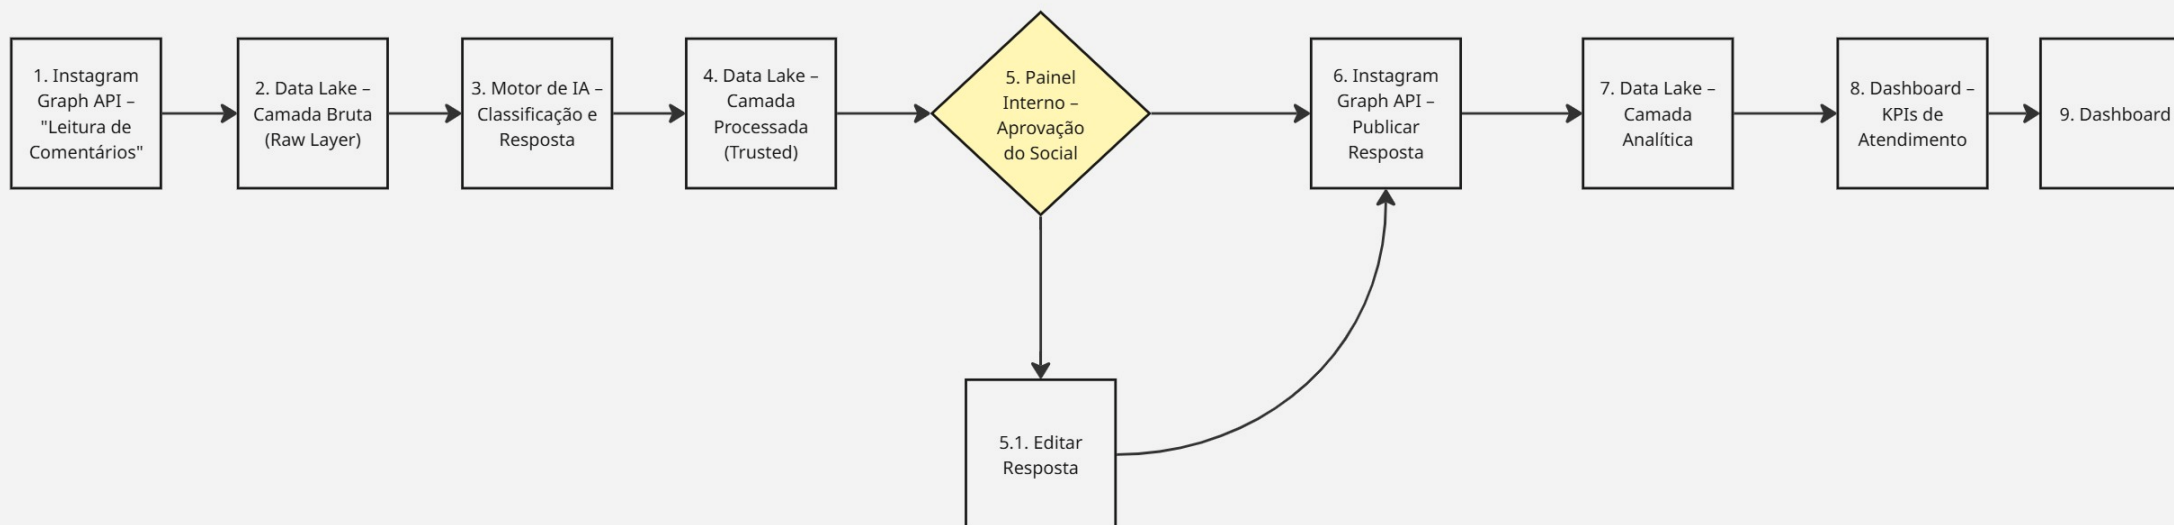 1. Instagram
Graph API –
"Leitura de
Comentários"
2. Data Lake –
Camada Bruta
(Raw Layer)
3. Motor de IA –
Classificação e
Resposta
4. Data Lake –
Camada
Processada
(Trusted)
5. Painel
Interno –
Aprovação
do Social
6. Instagram
Graph API –
Publicar
Resposta
7. Data Lake –
Camada
Analítica
8. Dashboard –
KPIs de
Atendimento
9. Dashboard
5.1. Editar
Resposta